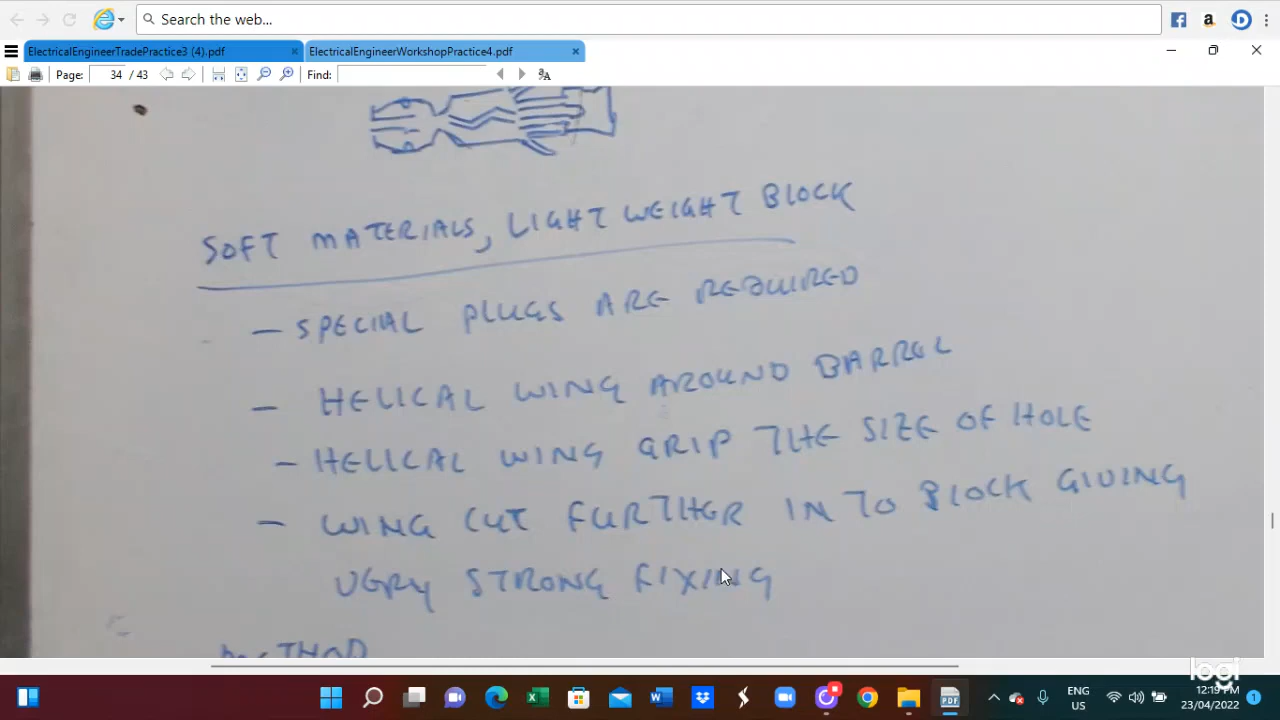 Search the web...
ElectricalEngineerTradePractice3 (4).pdf
ElectricalEngineerWorkshopPractice4.pdf
Page: 34 / 43 Find:
SOFT MATERIALS, LIGHT WEIGHT BLOCK
- SPECIAL PLUGS ARE REQUIRED
- HELICAL WING AROUND BARREL
- HELICAL WING GRIP THE SIZE OF HOLE
- WING CUT FURTHER IN TO BLOCK GIVING
VERY STRONG FIXING
METHOD
logi
ENG
US
12:19 PM
23/04/2022